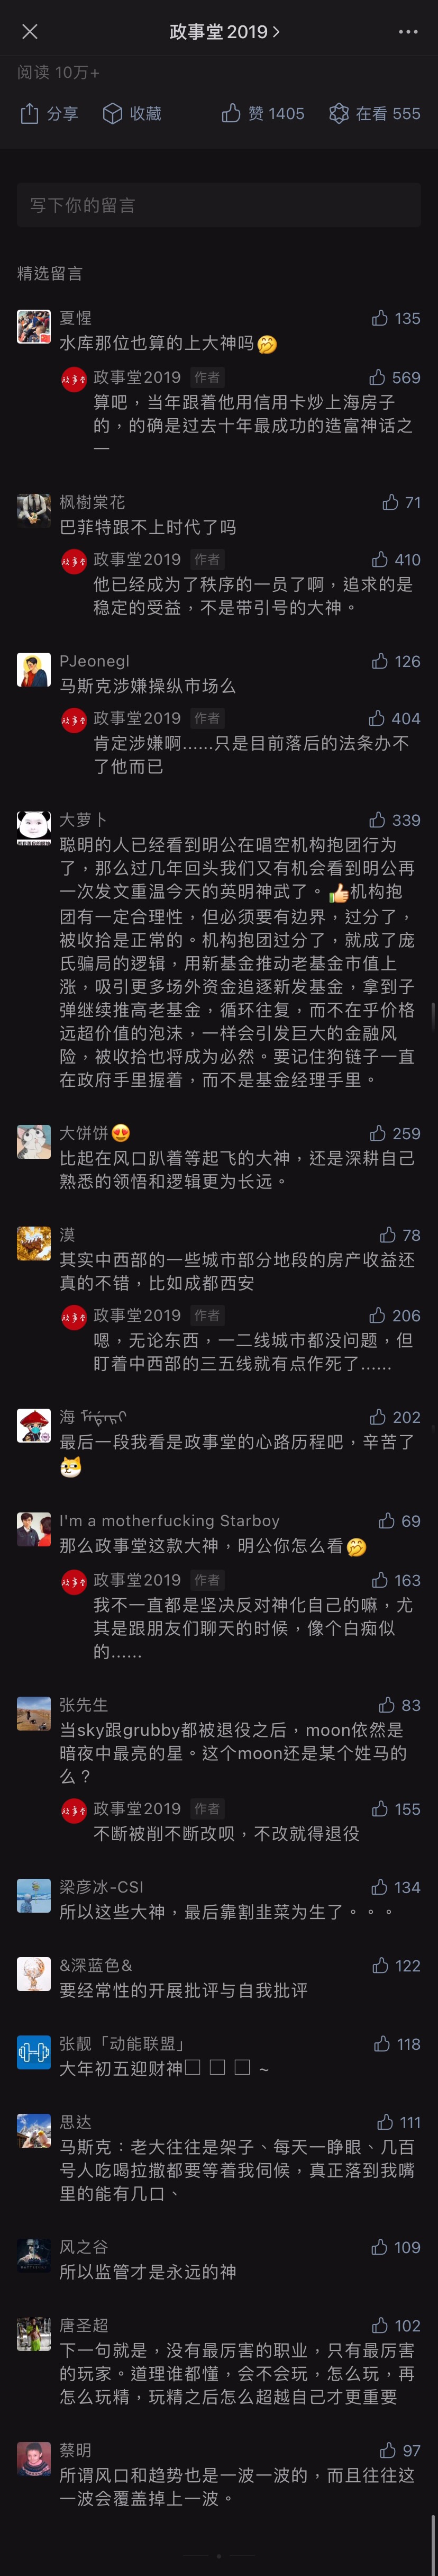 政事堂2019
阅读 10万+
分享 收藏 赞 1405 在看 555
写下你的留言
精选留言
夏惺 135
水库那位也算的上大神吗🤭
政事堂2019 作者 569
算吧，当年跟着他用信用卡炒上海房子
的，的确是过去十年最成功的造富神话之
一
枫樹棠花 71
巴菲特跟不上时代了吗
政事堂2019 作者 410
他已经成为了秩序的一员了啊，追求的是
稳定的受益，不是带引号的大神。
PJeonegl 126
马斯克涉嫌操纵市场么
政事堂2019 作者 404
肯定涉嫌啊......只是目前落后的法条办不
了他而已
大萝卜 339
聪明的人已经看到明公在唱空机构抱团行为
了，那么过几年回头我们又有机会看到明公再
一次发文重温今天的英明神武了。👍机构抱
团有一定合理性，但必须要有边界，过分了，
被收拾是正常的。机构抱团过分了，就成了庞
氏骗局的逻辑，用新基金推动老基金市值上
涨，吸引更多场外资金追逐新发基金，拿到子
弹继续推高老基金，循环往复，而不在乎价格
远超价值的泡沫，一样会引发巨大的金融风
险，被收拾也将成为必然。要记住狗链子一直
在政府手里握着，而不是基金经理手里。
大饼饼😍 259
比起在风口趴着等起飞的大神，还是深耕自己
熟悉的领悟和逻辑更为长远。
漠 78
其实中西部的一些城市部分地段的房产收益还
真的不错，比如成都西安
政事堂2019 作者 206
嗯，无论东西，一二线城市都没问题，但
盯着中西部的三五线就有点作死了......
海 202
最后一段我看是政事堂的心路历程吧，辛苦了
I'm a motherfucking Starboy 69
那么政事堂这款大神，明公你怎么看🤭
政事堂2019 作者 163
我不一直都是坚决反对神化自己的嘛，尤
其是跟朋友们聊天的时候，像个白痴似
的......
张先生 83
当sky跟grubby都被退役之后，moon依然是
暗夜中最亮的星。这个moon还是某个姓马的
么？
政事堂2019 作者 155
不断被削不断改呗，不改就得退役
梁彦冰-CSI 134
所以这些大神，最后靠割韭菜为生了。。。
&深蓝色& 122
要经常性的开展批评与自我批评
张靓「动能联盟」 118
大年初五迎财神□ □ □ ~
思达 111
马斯克：老大往往是架子、每天一睁眼、几百
号人吃喝拉撒都要等着我伺候，真正落到我嘴
里的能有几口、
风之谷 109
所以监管才是永远的神
唐圣超 102
下一句就是，没有最厉害的职业，只有最厉害
的玩家。道理谁都懂，会不会玩，怎么玩，再
怎么玩精，玩精之后怎么超越自己才更重要
蔡明 97
所谓风口和趋势也是一波一波的，而且往往这
一波会覆盖掉上一波。